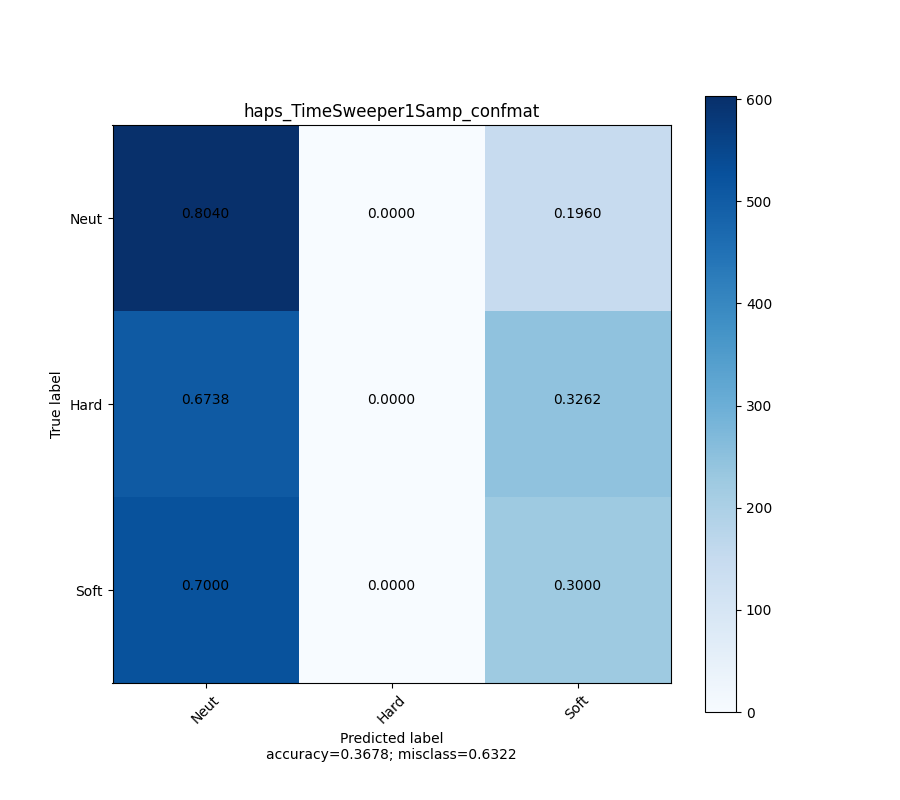 haps_TimeSweeper1Samp_confmat
600
500
400
300
200
100
0
True label
Neut
0.8040 0.0000 0.1960
Hard
0.6738 0.0000 0.3262
Soft
0.7000 0.0000 0.3000
Neut Hard Soft
Predicted label
accuracy=0.3678; misclass=0.6322